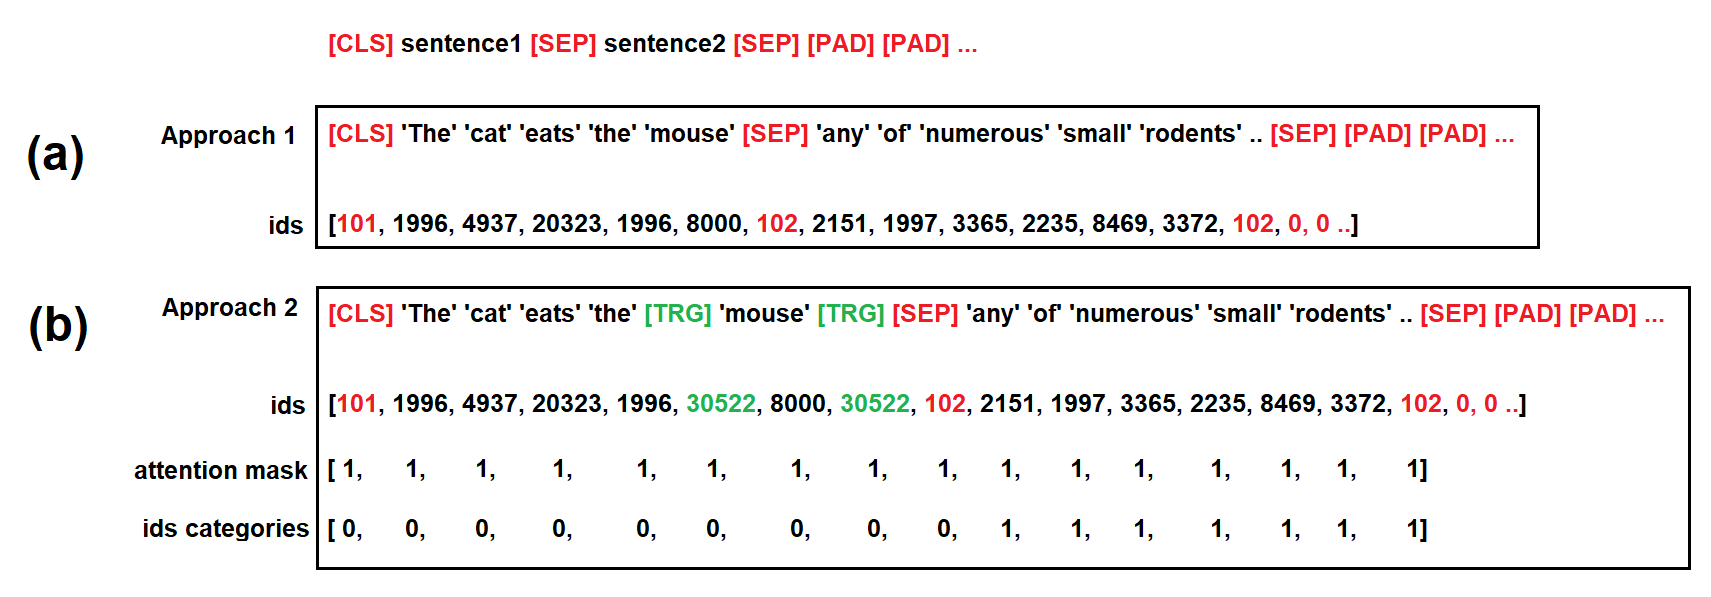 [CLS] sentence1 [SEP] sentence2 [SEP] [PAD] [PAD] ...
(a)
Approach 1 [CLS] 'The' 'cat' 'eats' 'the' 'mouse' [SEP] 'any' 'of' 'numerous' 'small' 'rodents' .. [SEP] [PAD] [PAD] ...
ids [101, 1996, 4937, 20323, 1996, 8000, 102, 2151, 1997, 3365, 2235, 8469, 3372, 102, 0, 0 ..]
(b)
Approach 2 [CLS] 'The' 'cat' 'eats' 'the' [TRG] 'mouse' [TRG] [SEP] 'any' 'of' 'numerous' 'small' 'rodents' .. [SEP] [PAD] [PAD] ...
ids [101, 1996, 4937, 20323, 1996, 30522, 8000, 30522, 102, 2151, 1997, 3365, 2235, 8469, 3372, 102, 0, 0 ..]
attention mask [ 1, 1, 1, 1, 1, 1, 1, 1, 1, 1, 1, 1, 1, 1, 1, 1]
ids categories [ 0, 0, 0, 0, 0, 0, 0, 0, 0, 1, 1, 1, 1, 1, 1, 1]